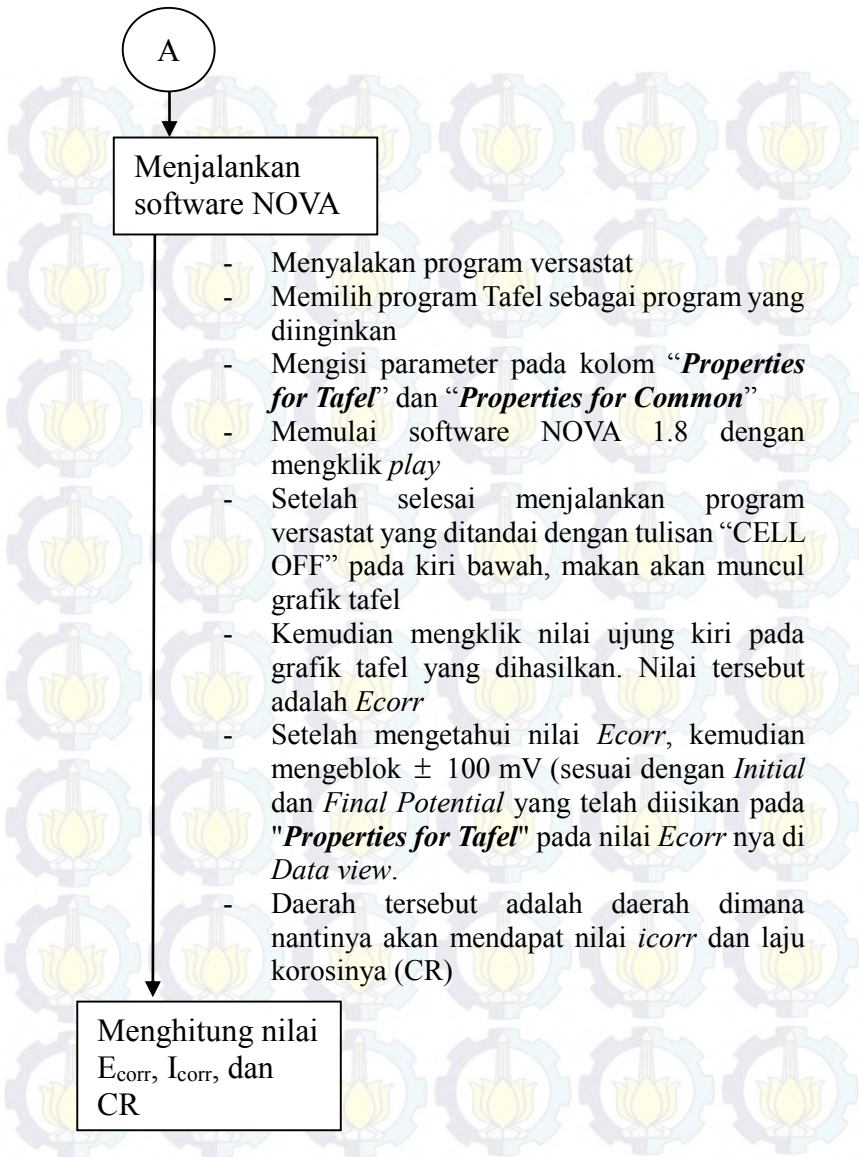 A
Menjalankan
software NOVA
- Menyalakan program versastat
- Memilih program Tafel sebagai program yang
diinginkan
- Mengisi parameter pada kolom “Properties
for Tafel” dan “Properties for Common”
- Memulai software NOVA 1.8 dengan
mengklik play
- Setelah selesai menjalankan program
versastat yang ditandai dengan tulisan “CELL
OFF” pada kiri bawah, makan akan muncul
grafik tafel
- Kemudian mengklik nilai ujung kiri pada
grafik tafel yang dihasilkan. Nilai tersebut
adalah Ecorr
- Setelah mengetahui nilai Ecorr, kemudian
mengeblok ± 100 mV (sesuai dengan Initial
dan Final Potential yang telah diisikan pada
"Properties for Tafel" pada nilai Ecorr nya di
Data view.
- Daerah tersebut adalah daerah dimana
nantinya akan mendapat nilai icorr dan laju
korosinya (CR)
Menghitung nilai
Ecorr, Icorr, dan
CR